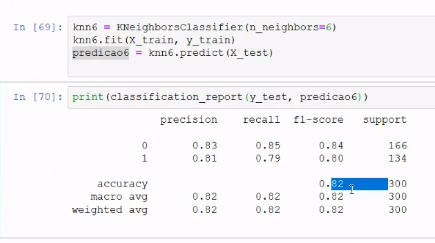 In [69]: knn6 = KNeighborsClassifier(n_neighbors=6)
knn6.fit(X_train, y_train)
predicao6 = knn6.predict(X_test)
In [70]: print(classification_report(y_test, predicao6))
precision recall f1-score support
0 0.83 0.85 0.84 166
1 0.81 0.79 0.80 134
accuracy 0.82 300
macro avg 0.82 0.82 0.82 300
weighted avg 0.82 0.82 0.82 300